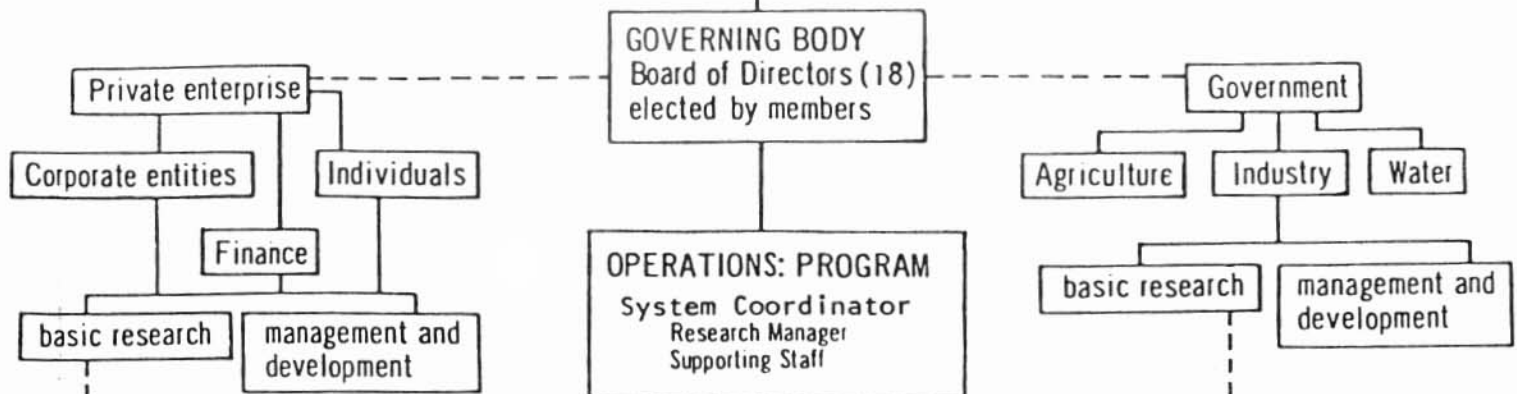 GOVERNING BODY
Board of Directors (18)
elected by members
Private enterprise
Government
Corporate entities
Individuals
Agriculture
Industry
Water
Finance
OPERATIONS: PROGRAM
System Coordinator
Research Manager
Supporting Staff
basic research
management and
development
basic research
management and
development